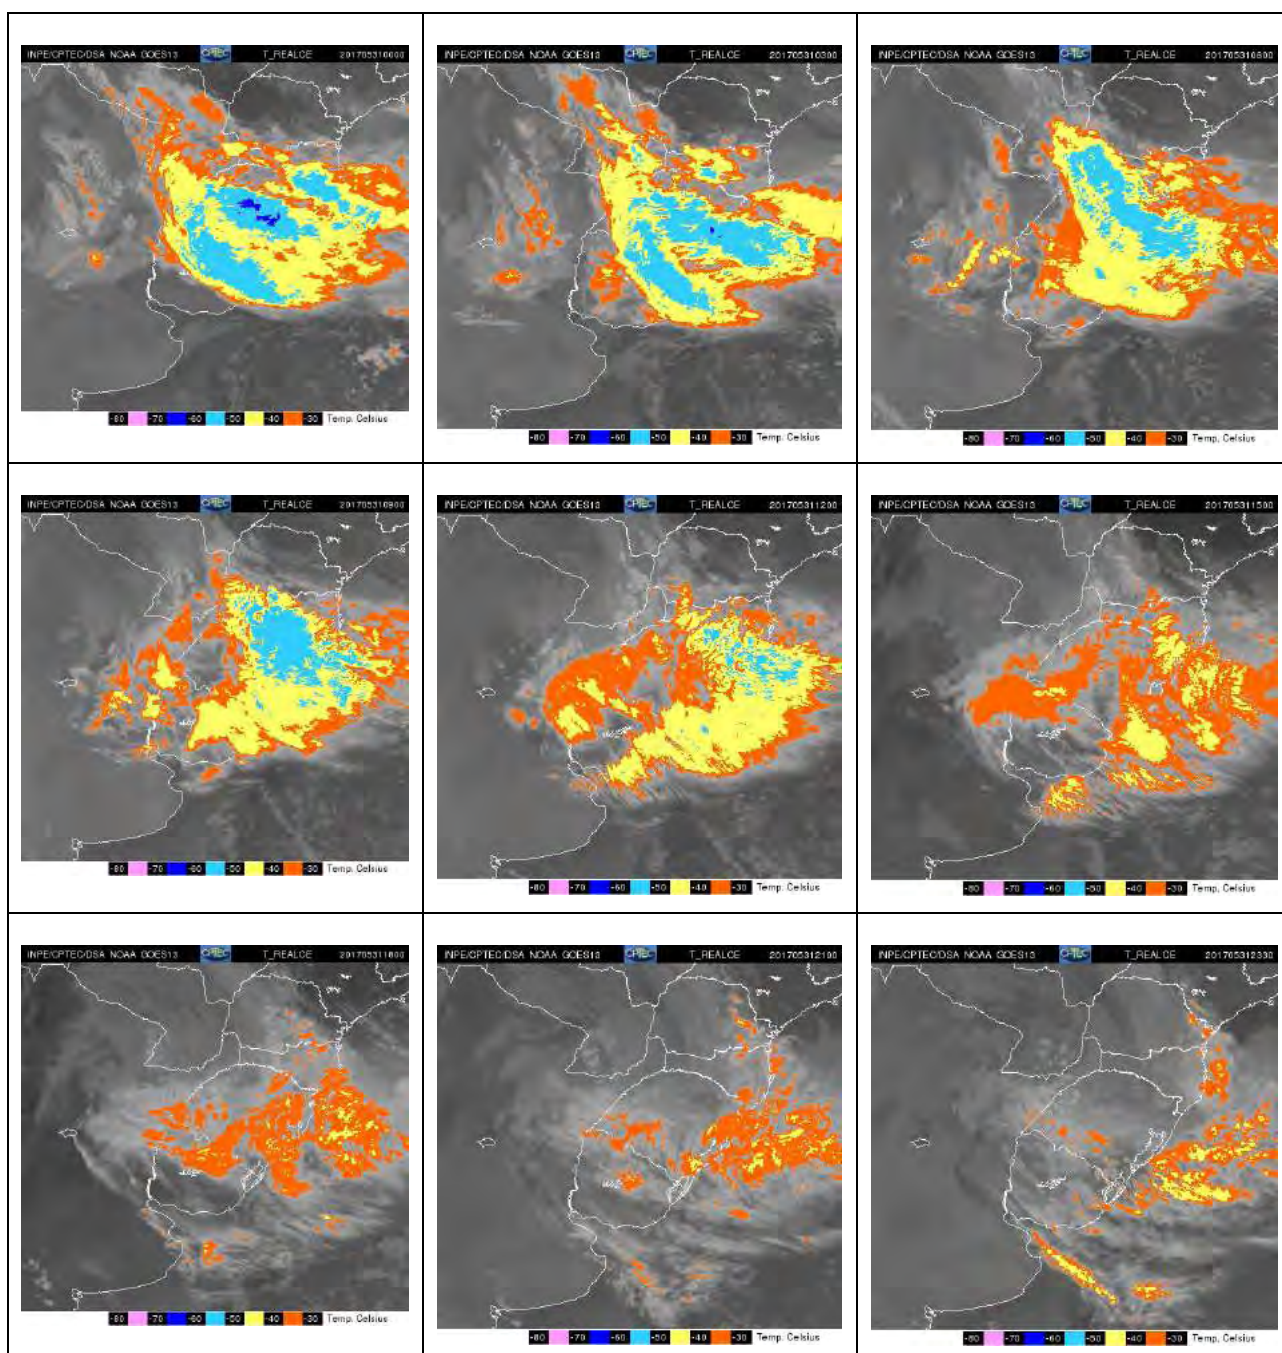 INPE/CPTEC/DSA NOAA GOES13 CPTEC T_REALCE 201705310000
-80 -70 -60 -50 -40 -30 Temp. Celsius
INPE/CPTEC/DSA NOAA GOES13 CPTEC T_REALCE 201705310300
-80 -70 -60 -50 -40 -30 Temp. Celsius
INPE/CPTEC/DSA NOAA GOES13 CPTEC T_REALCE 201705310600
-80 -70 -60 -50 -40 -30 Temp. Celsius
INPE/CPTEC/DSA NOAA GOES13 CPTEC T_REALCE 201705310900
-80 -70 -60 -50 -40 -30 Temp. Celsius
INPE/CPTEC/DSA NOAA GOES13 CPTEC T_REALCE 201705311200
-80 -70 -60 -50 -40 -30 Temp. Celsius
INPE/CPTEC/DSA NOAA GOES13 CPTEC T_REALCE 201705311500
-80 -70 -60 -50 -40 -30 Temp. Celsius
INPE/CPTEC/DSA NOAA GOES13 CPTEC T_REALCE 201705311800
-80 -70 -60 -50 -40 -30 Temp. Celsius
INPE/CPTEC/DSA NOAA GOES13 CPTEC T_REALCE 201705312100
-80 -70 -60 -50 -40 -30 Temp. Celsius
INPE/CPTEC/DSA NOAA GOES13 CPTEC T_REALCE 201705312330
-80 -70 -60 -50 -40 -30 Temp. Celsius